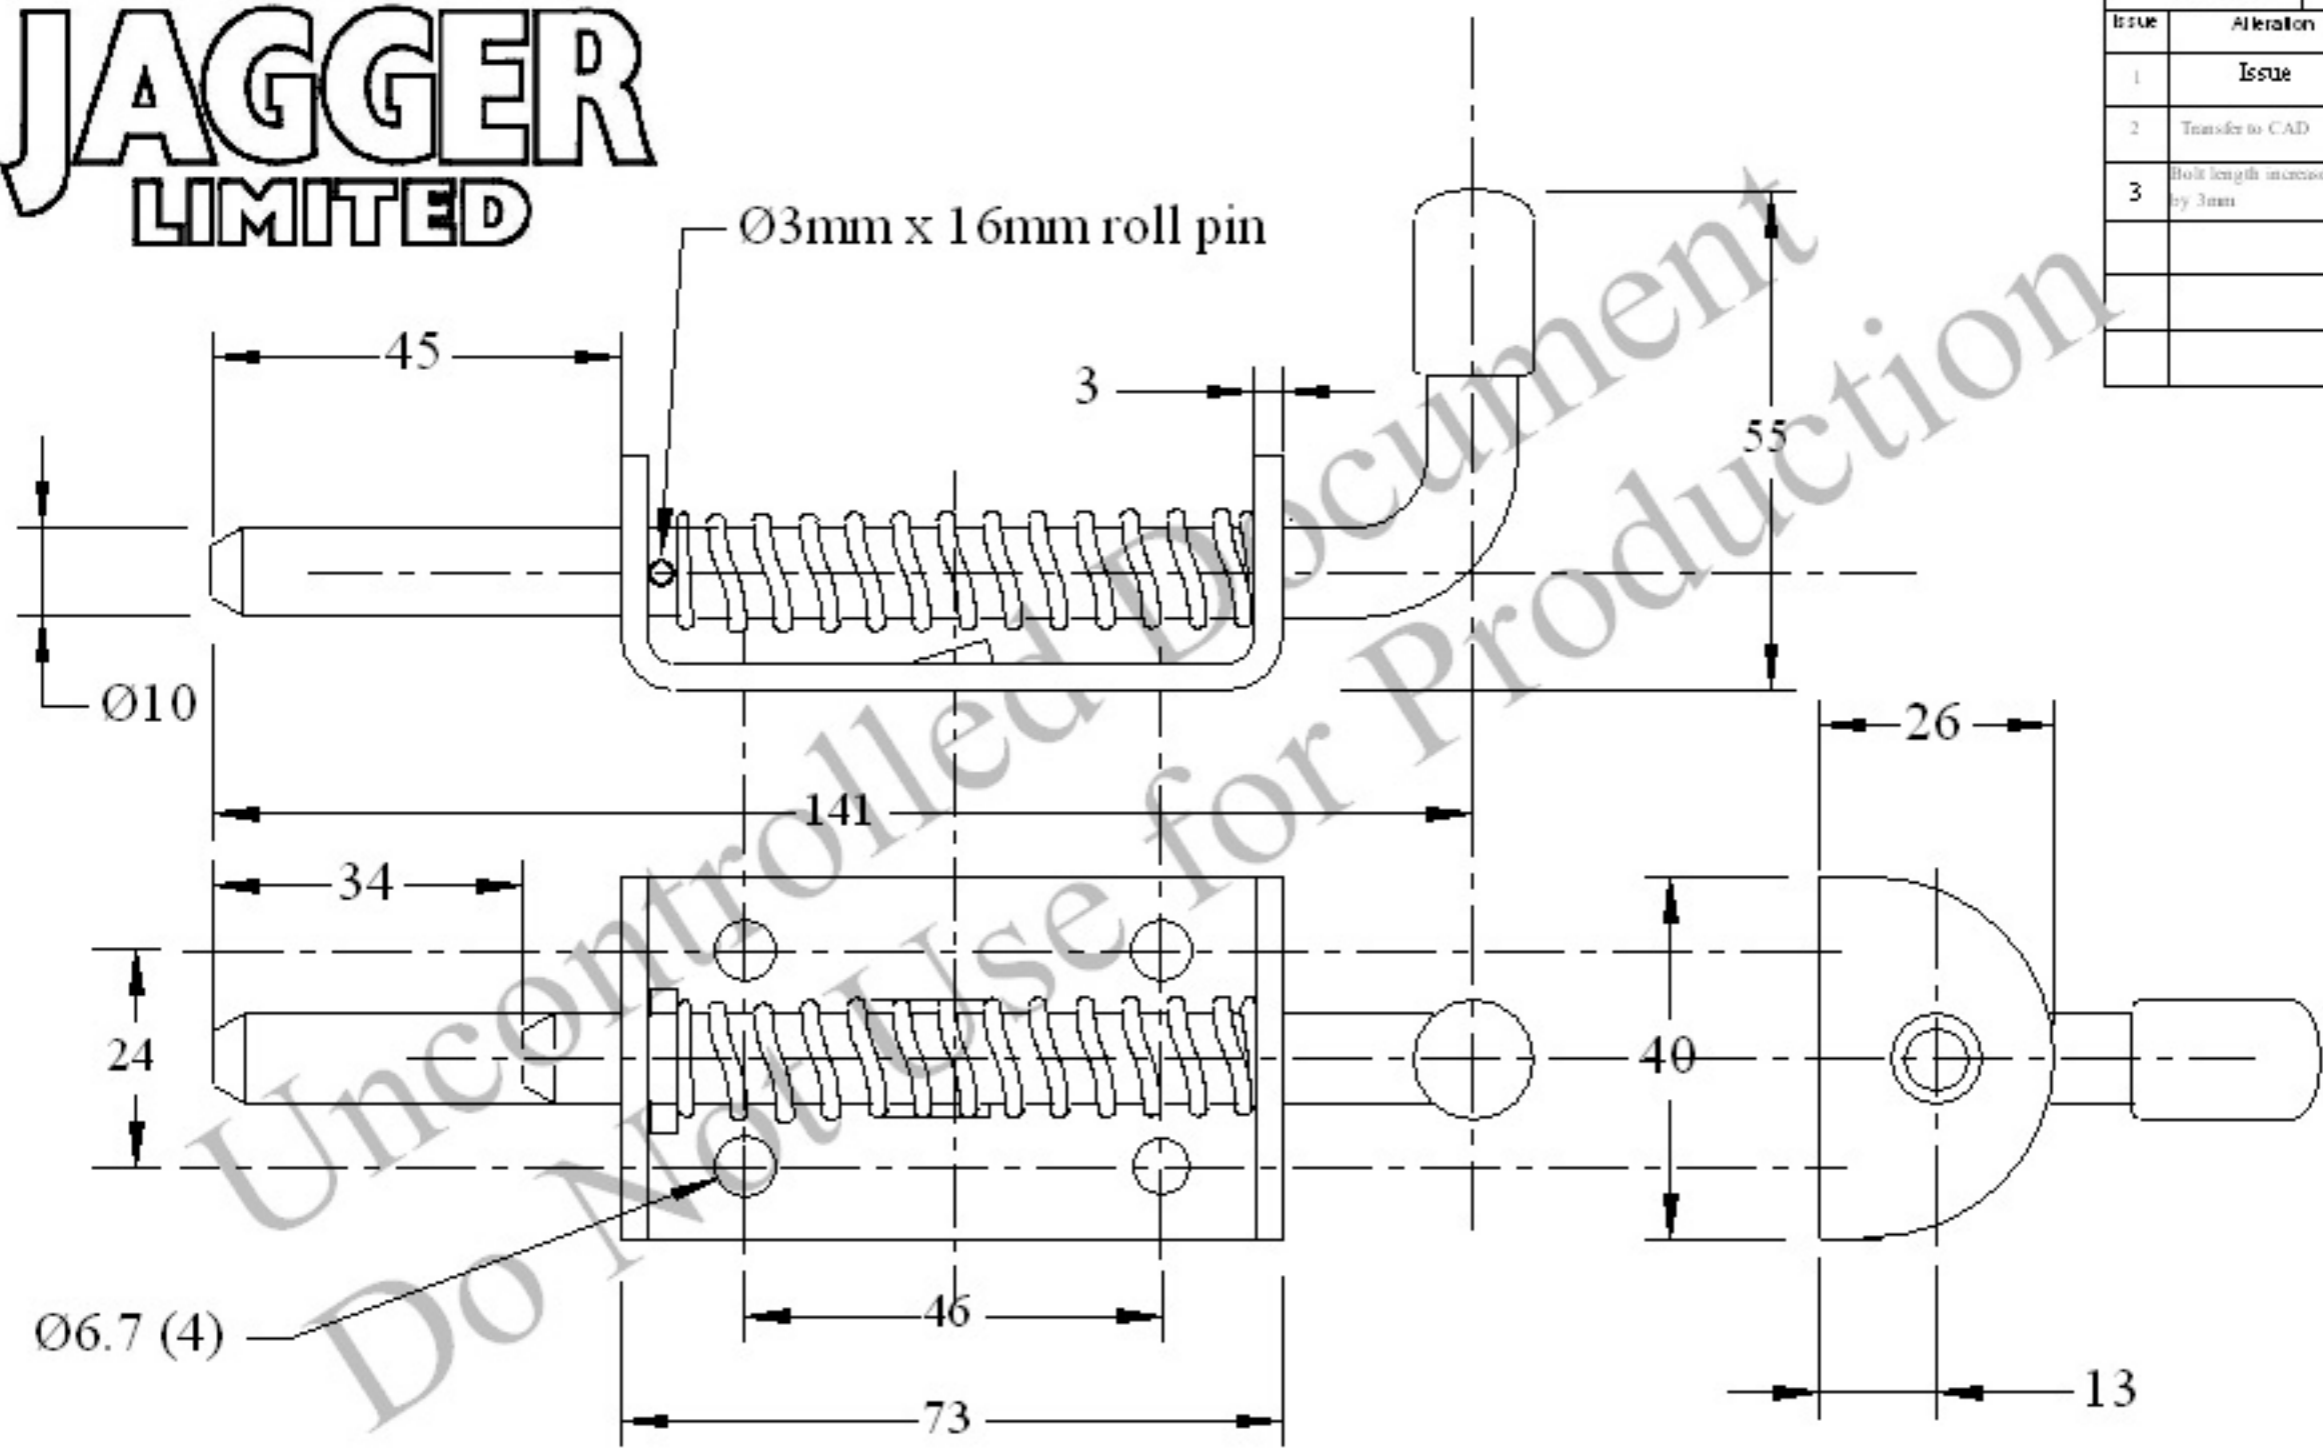 JAGGER
LIMITED
Issue Alteration
1 Issue
2 Transfer to CAD
3 Bolt length increase
by 3mm
Ø3mm x 16mm roll pin
45
3
55
Ø10
26
141
34
24
40
Ø6.7 (4)
46
13
73
Uncontrolled Document
Do Not Use for Production